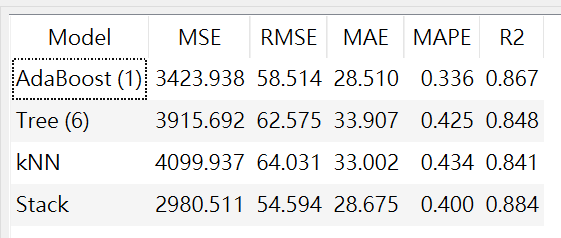 Model MSE RMSE MAE MAPE R2
AdaBoost (1) 3423.938 58.514 28.510 0.336 0.867
Tree (6) 3915.692 62.575 33.907 0.425 0.848
kNN 4099.937 64.031 33.002 0.434 0.841
Stack 2980.511 54.594 28.675 0.400 0.884